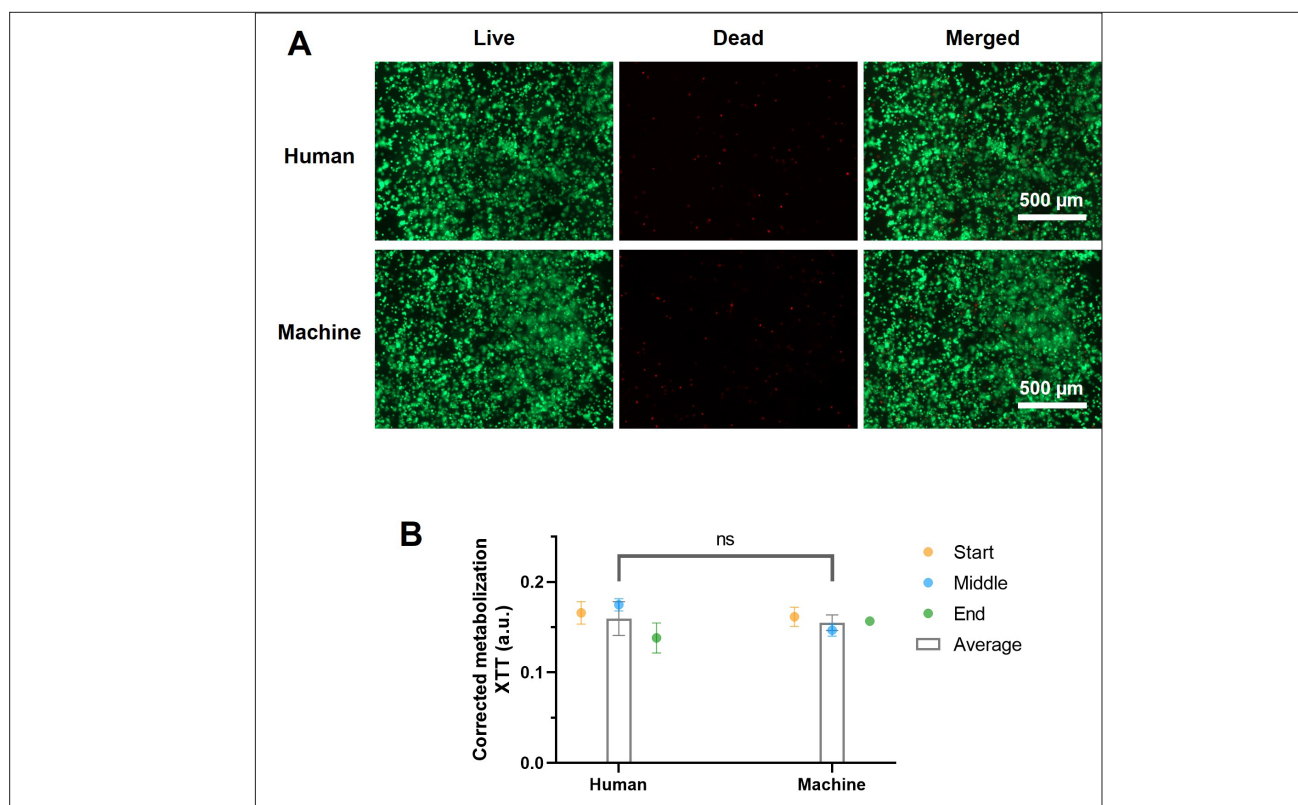 A
Live Dead Merged
Human
500 µm
Machine
500 µm
B
Corrected metabolization
XTT (a.u.)
ns
0.2
0.1
0.0
Human Machine
Start
Middle
End
Average